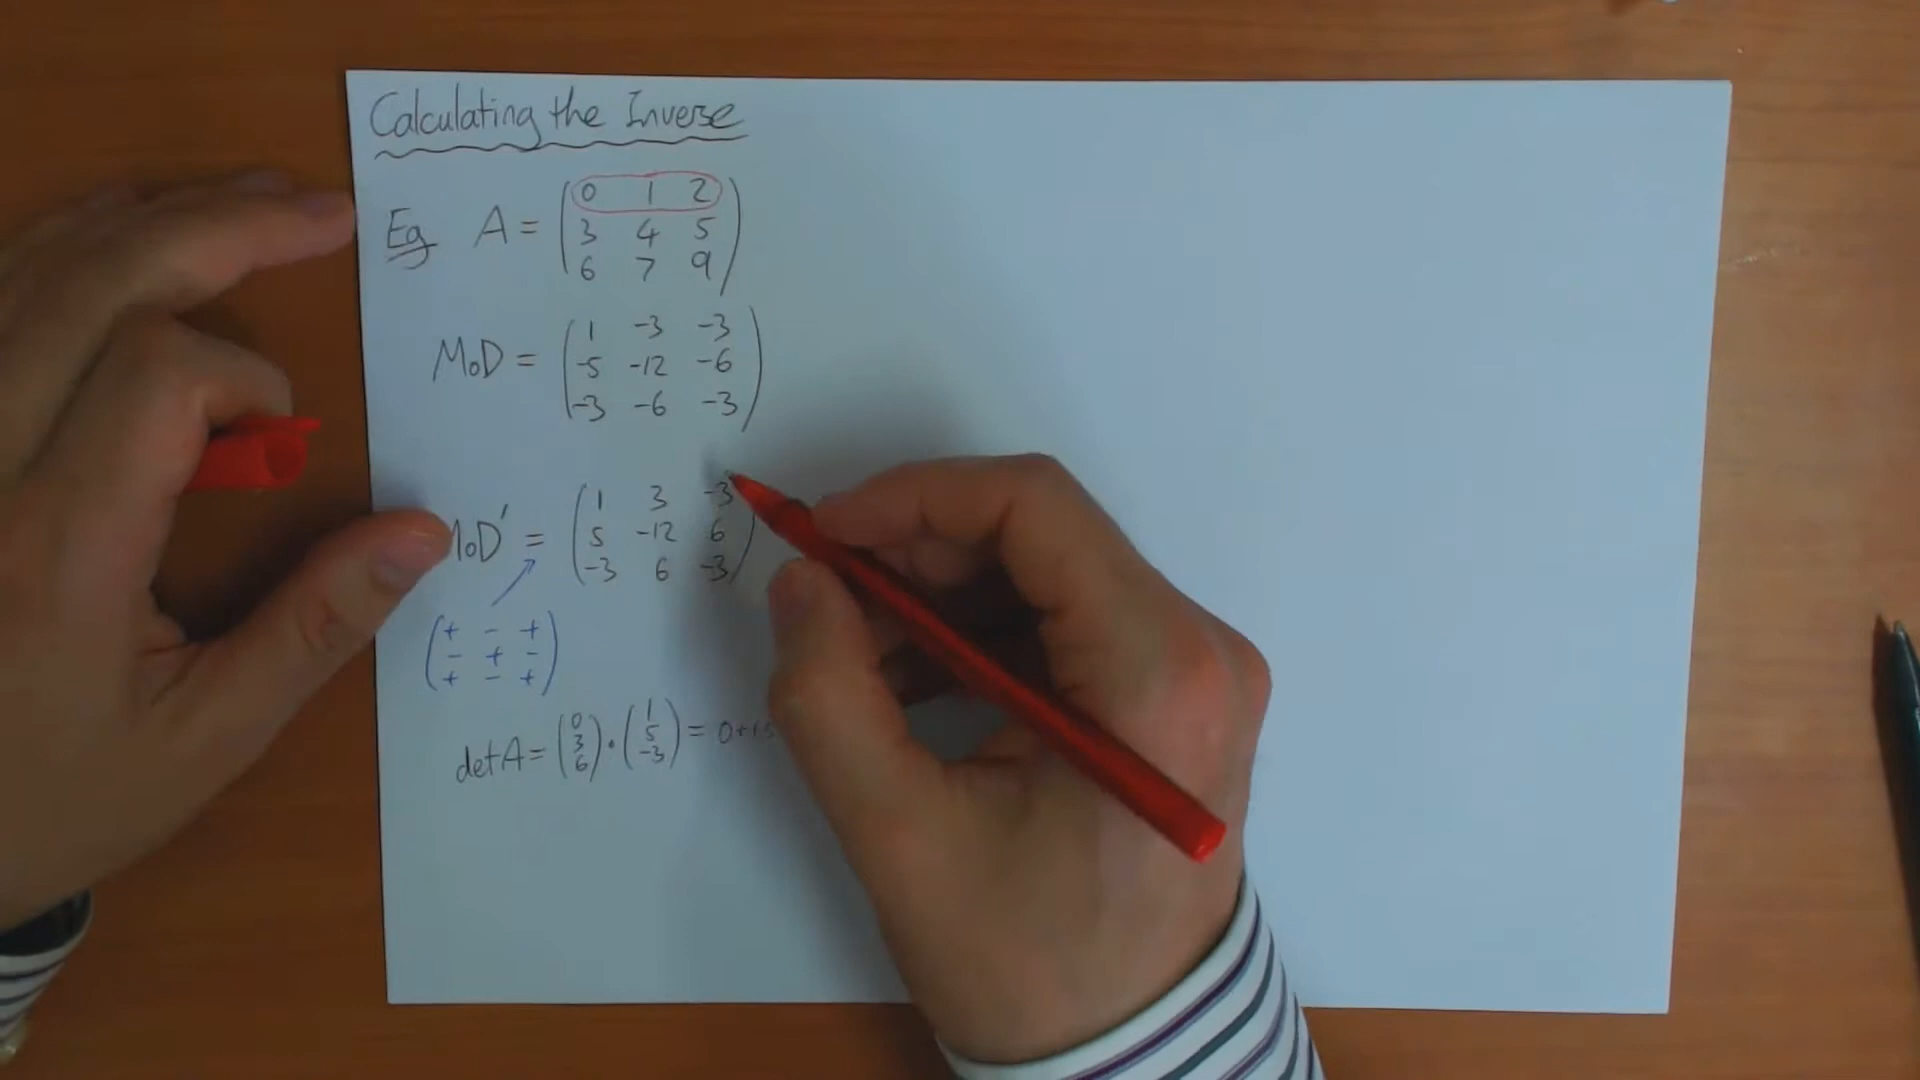 Calculating the Inverse
Eg A = (0 1 2
3 4 5
6 7 9)
MoD = (1 -3 -3
-5 -12 -6
-3 -6 -3)
MoD' = (1 3 -3
5 -12 6
-3 6 -3)
(+ - +
- + -
+ - +)
det A = (0 3 6) · (1 5 -3) = 0+15